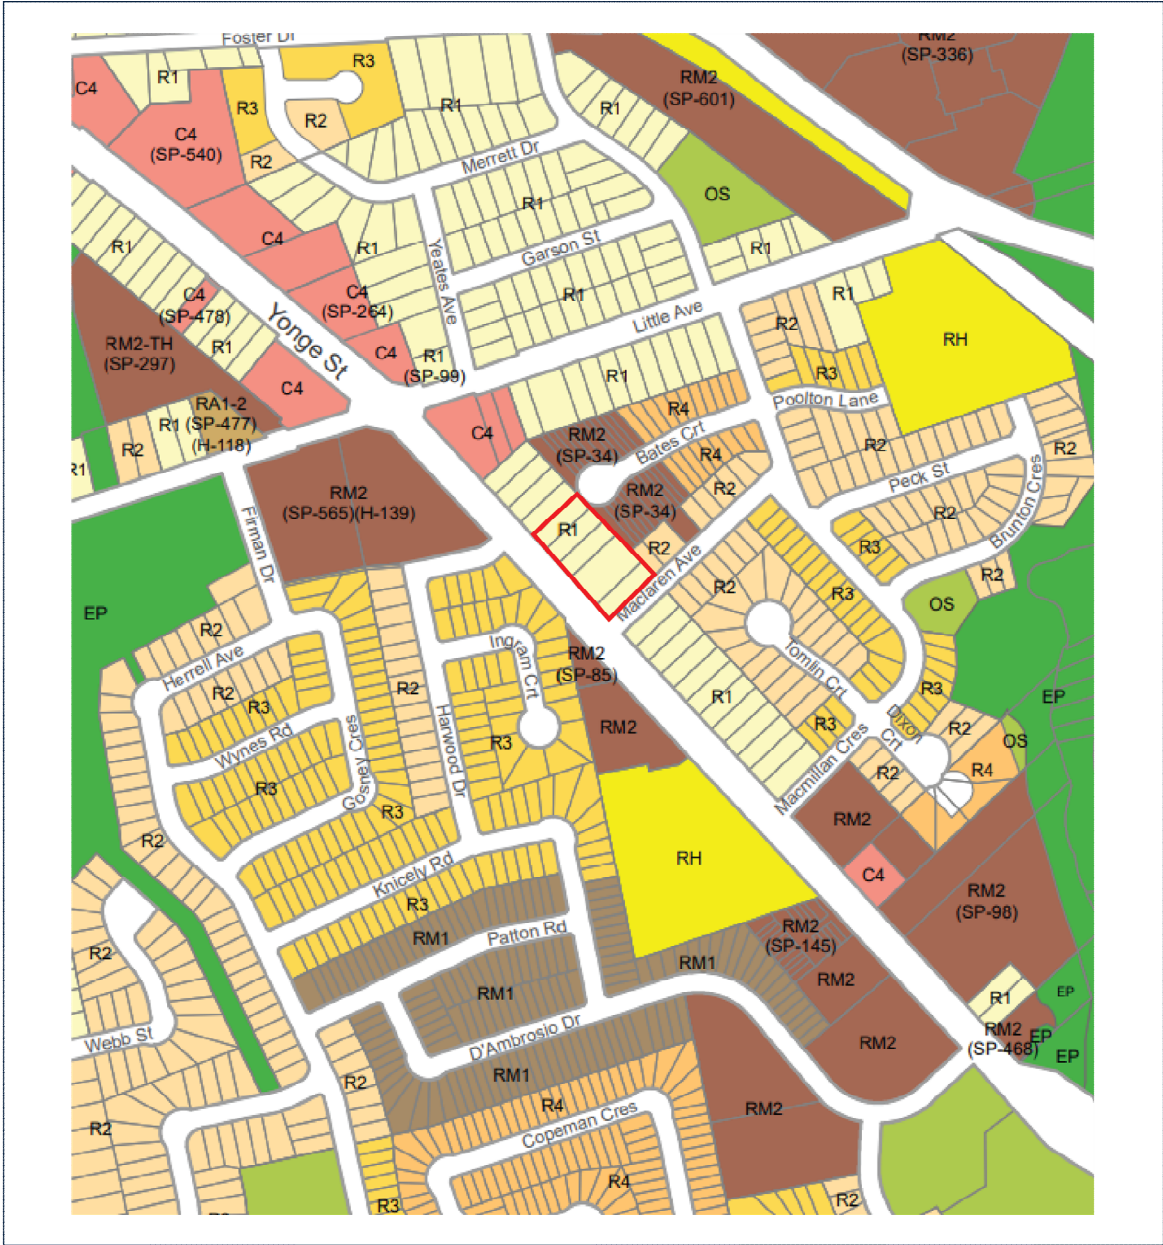 Foster Dr
RM2
(SP-336)
R3
R1
C4
RM2
(SP-601)
R3
R1
R1
R2
C4
(SP-540)
R2
Merrett Dr
OS
R1
C4
R1
R1
R1
Garson St
Yeates Ave
C4
(SP-478)
C4
(SP-264)
R1
R1
Little Ave
R2
Yonge St
RM2-TH
(SP-297)
R1
C4
R1
(SP-99)
RH
R1
R3
C4
Poolton Lane
RA1-2
(SP-477)
(H-118)
R1
R4
R2
R1
C4
RM2
(SP-34)
Bates Crt
R4
R2
R2
Peck St
RM2
(SP-565)(H-139)
RM2
(SP-34)
R2
R2
Brunton Cres
Firman Dr
R1
R2
R3
Maclaren Ave
R2
R3
R2
EP
OS
R2
Ingram Crt
Herrell Ave
RM2
(SP-85)
Tomlin Crt
R2
R2
R3
R1
R3
EP
Wynes Rd
Gosney Cres
Harwood Dr
R3
RM2
R3
Dixon
Crt
R2
OS
Macmillan Cres
R2
R4
R3
R3
RM2
R2
RH
Knicely Rd
C4
RM2
(SP-98)
R3
RM1
Patton Rd
RM2
(SP-145)
R2
RM1
RM2
RM1
R1
EP
D'Ambrosio Dr
Webb St
RM2
RM2
(SP-468)
EP
EP
R2
RM1
R4
RM2
R2
Copeman Cres
R4
R3
R2